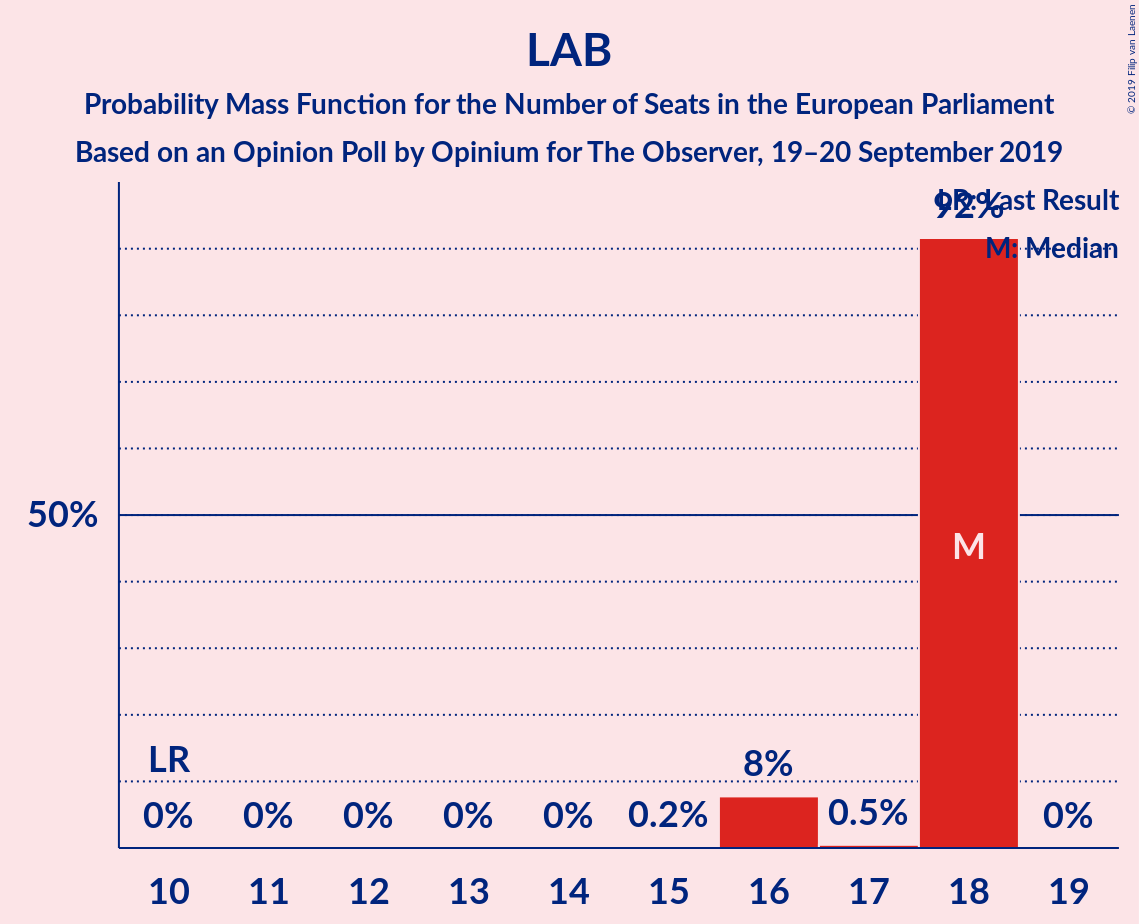 LAB
Probability Mass Function for the Number of Seats in the European Parliament
Based on an Opinion Poll by Opinium for The Observer, 19–20 September 2019
© 2019 Filip van Laenen
LR: Last Result
M: Median
92%
50%
M
LR
8%
0% 0% 0% 0% 0% 0.2% 0.5% 0%
10 11 12 13 14 15 16 17 18 19